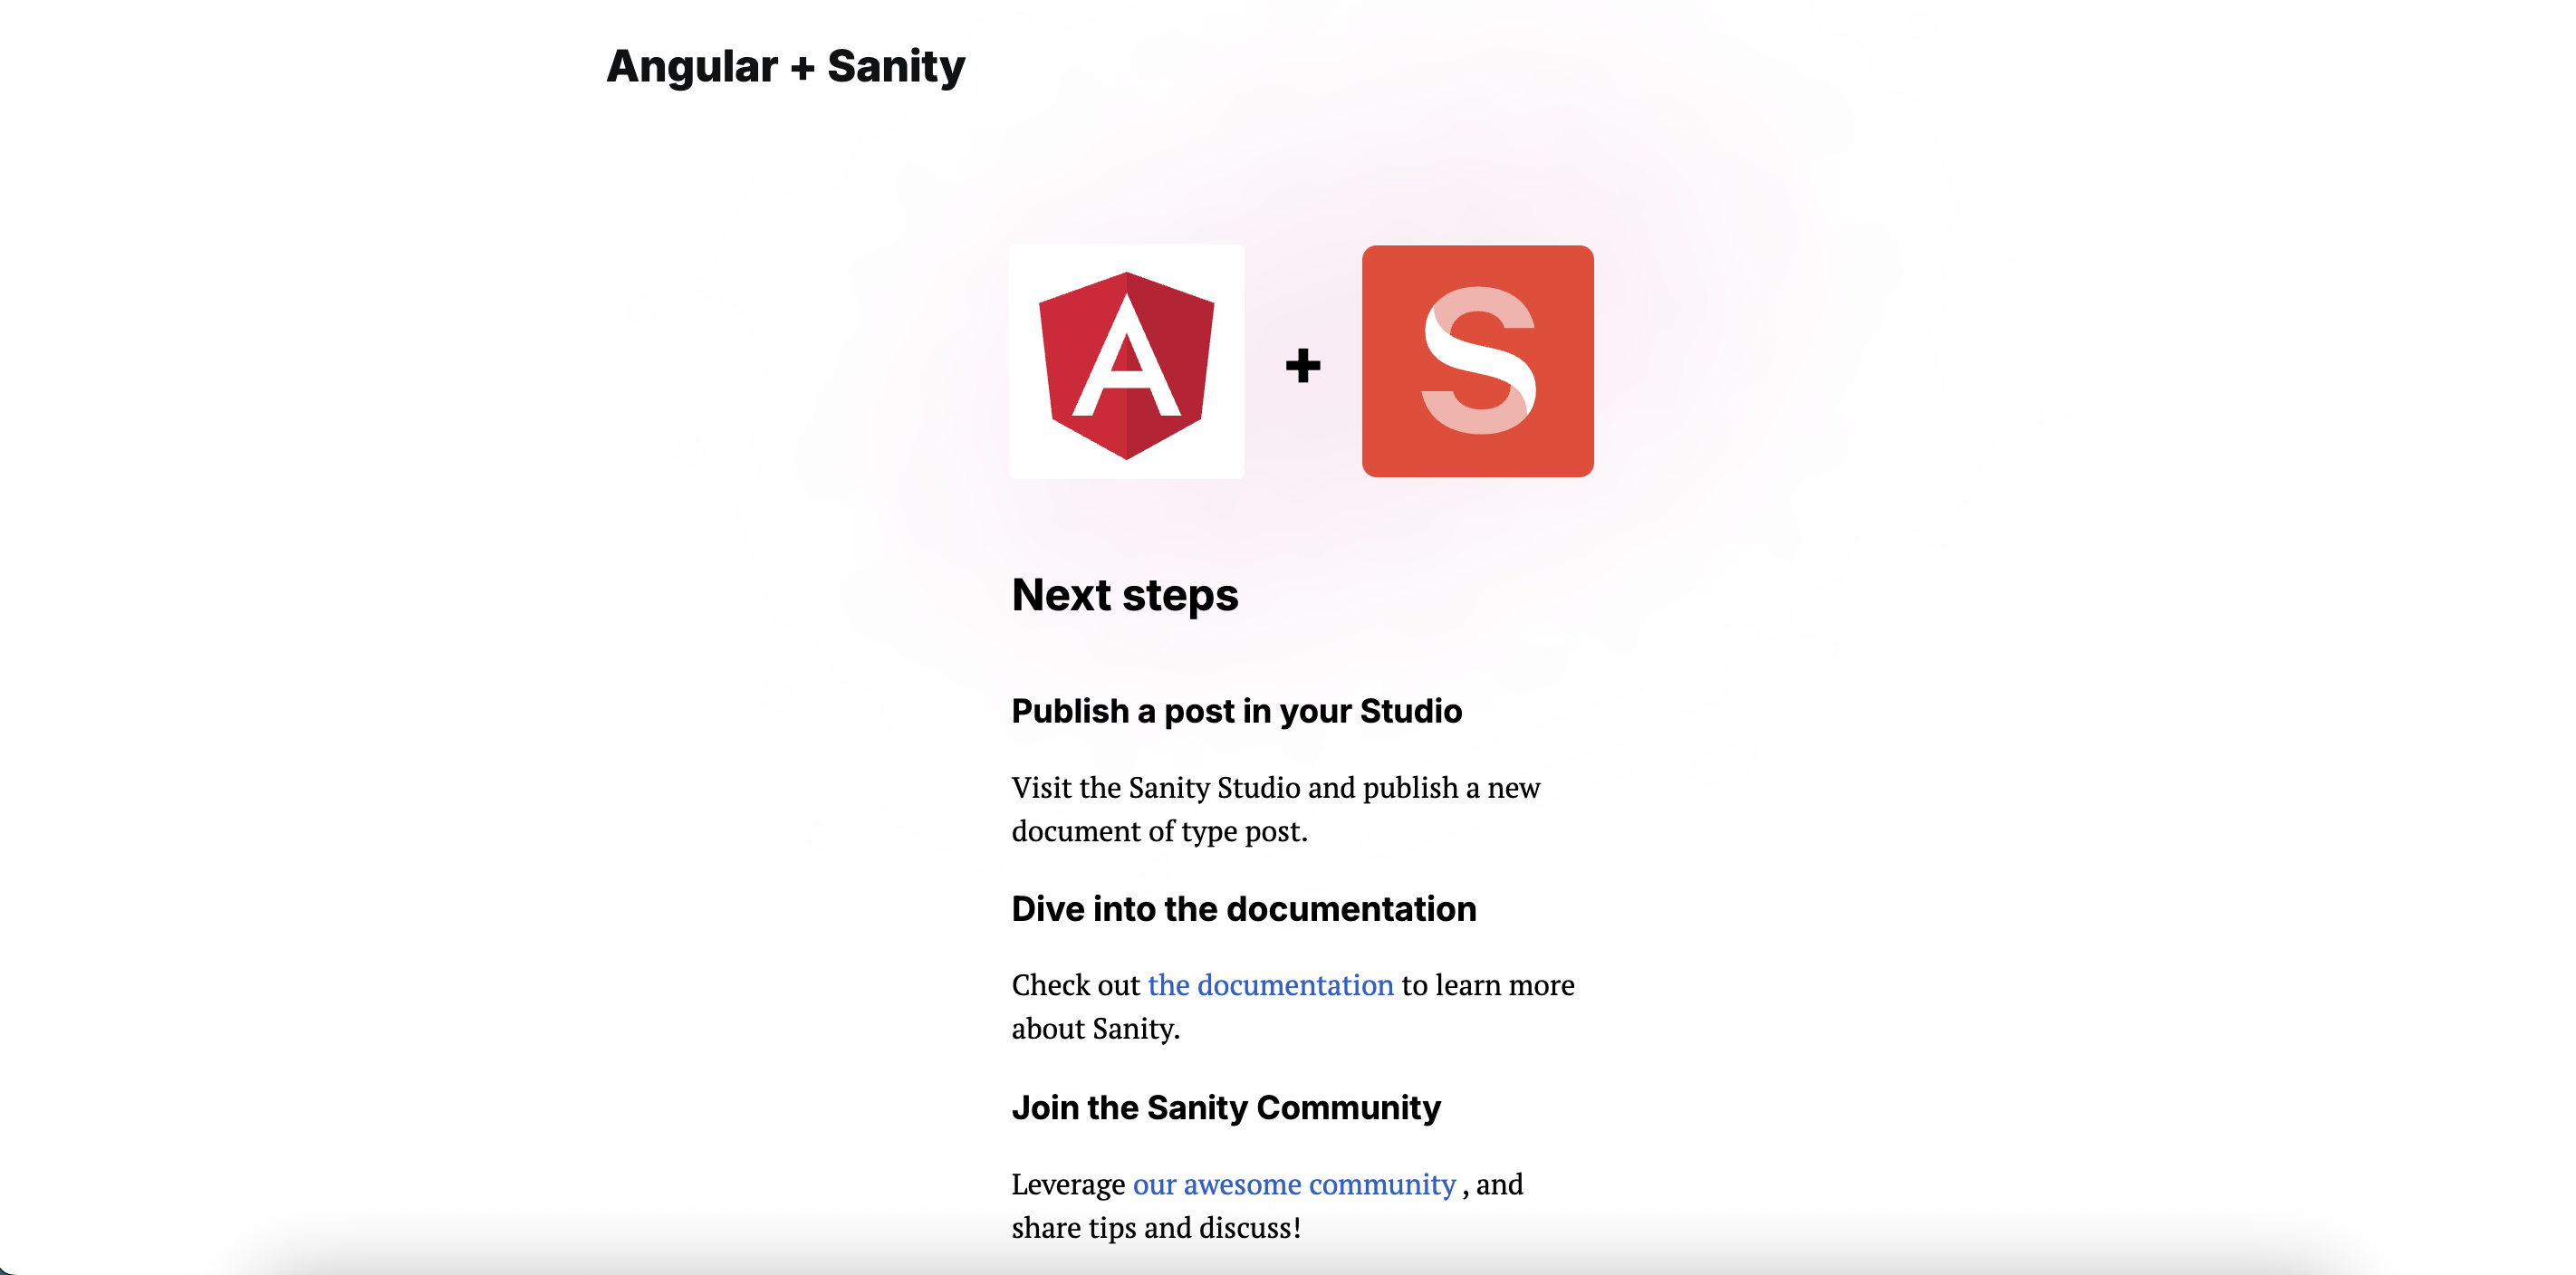 Angular + Sanity
A + S
Next steps
Publish a post in your Studio
Visit the Sanity Studio and publish a new
document of type post.
Dive into the documentation
Check out the documentation to learn more
about Sanity.
Join the Sanity Community
Leverage our awesome community , and
share tips and discuss!